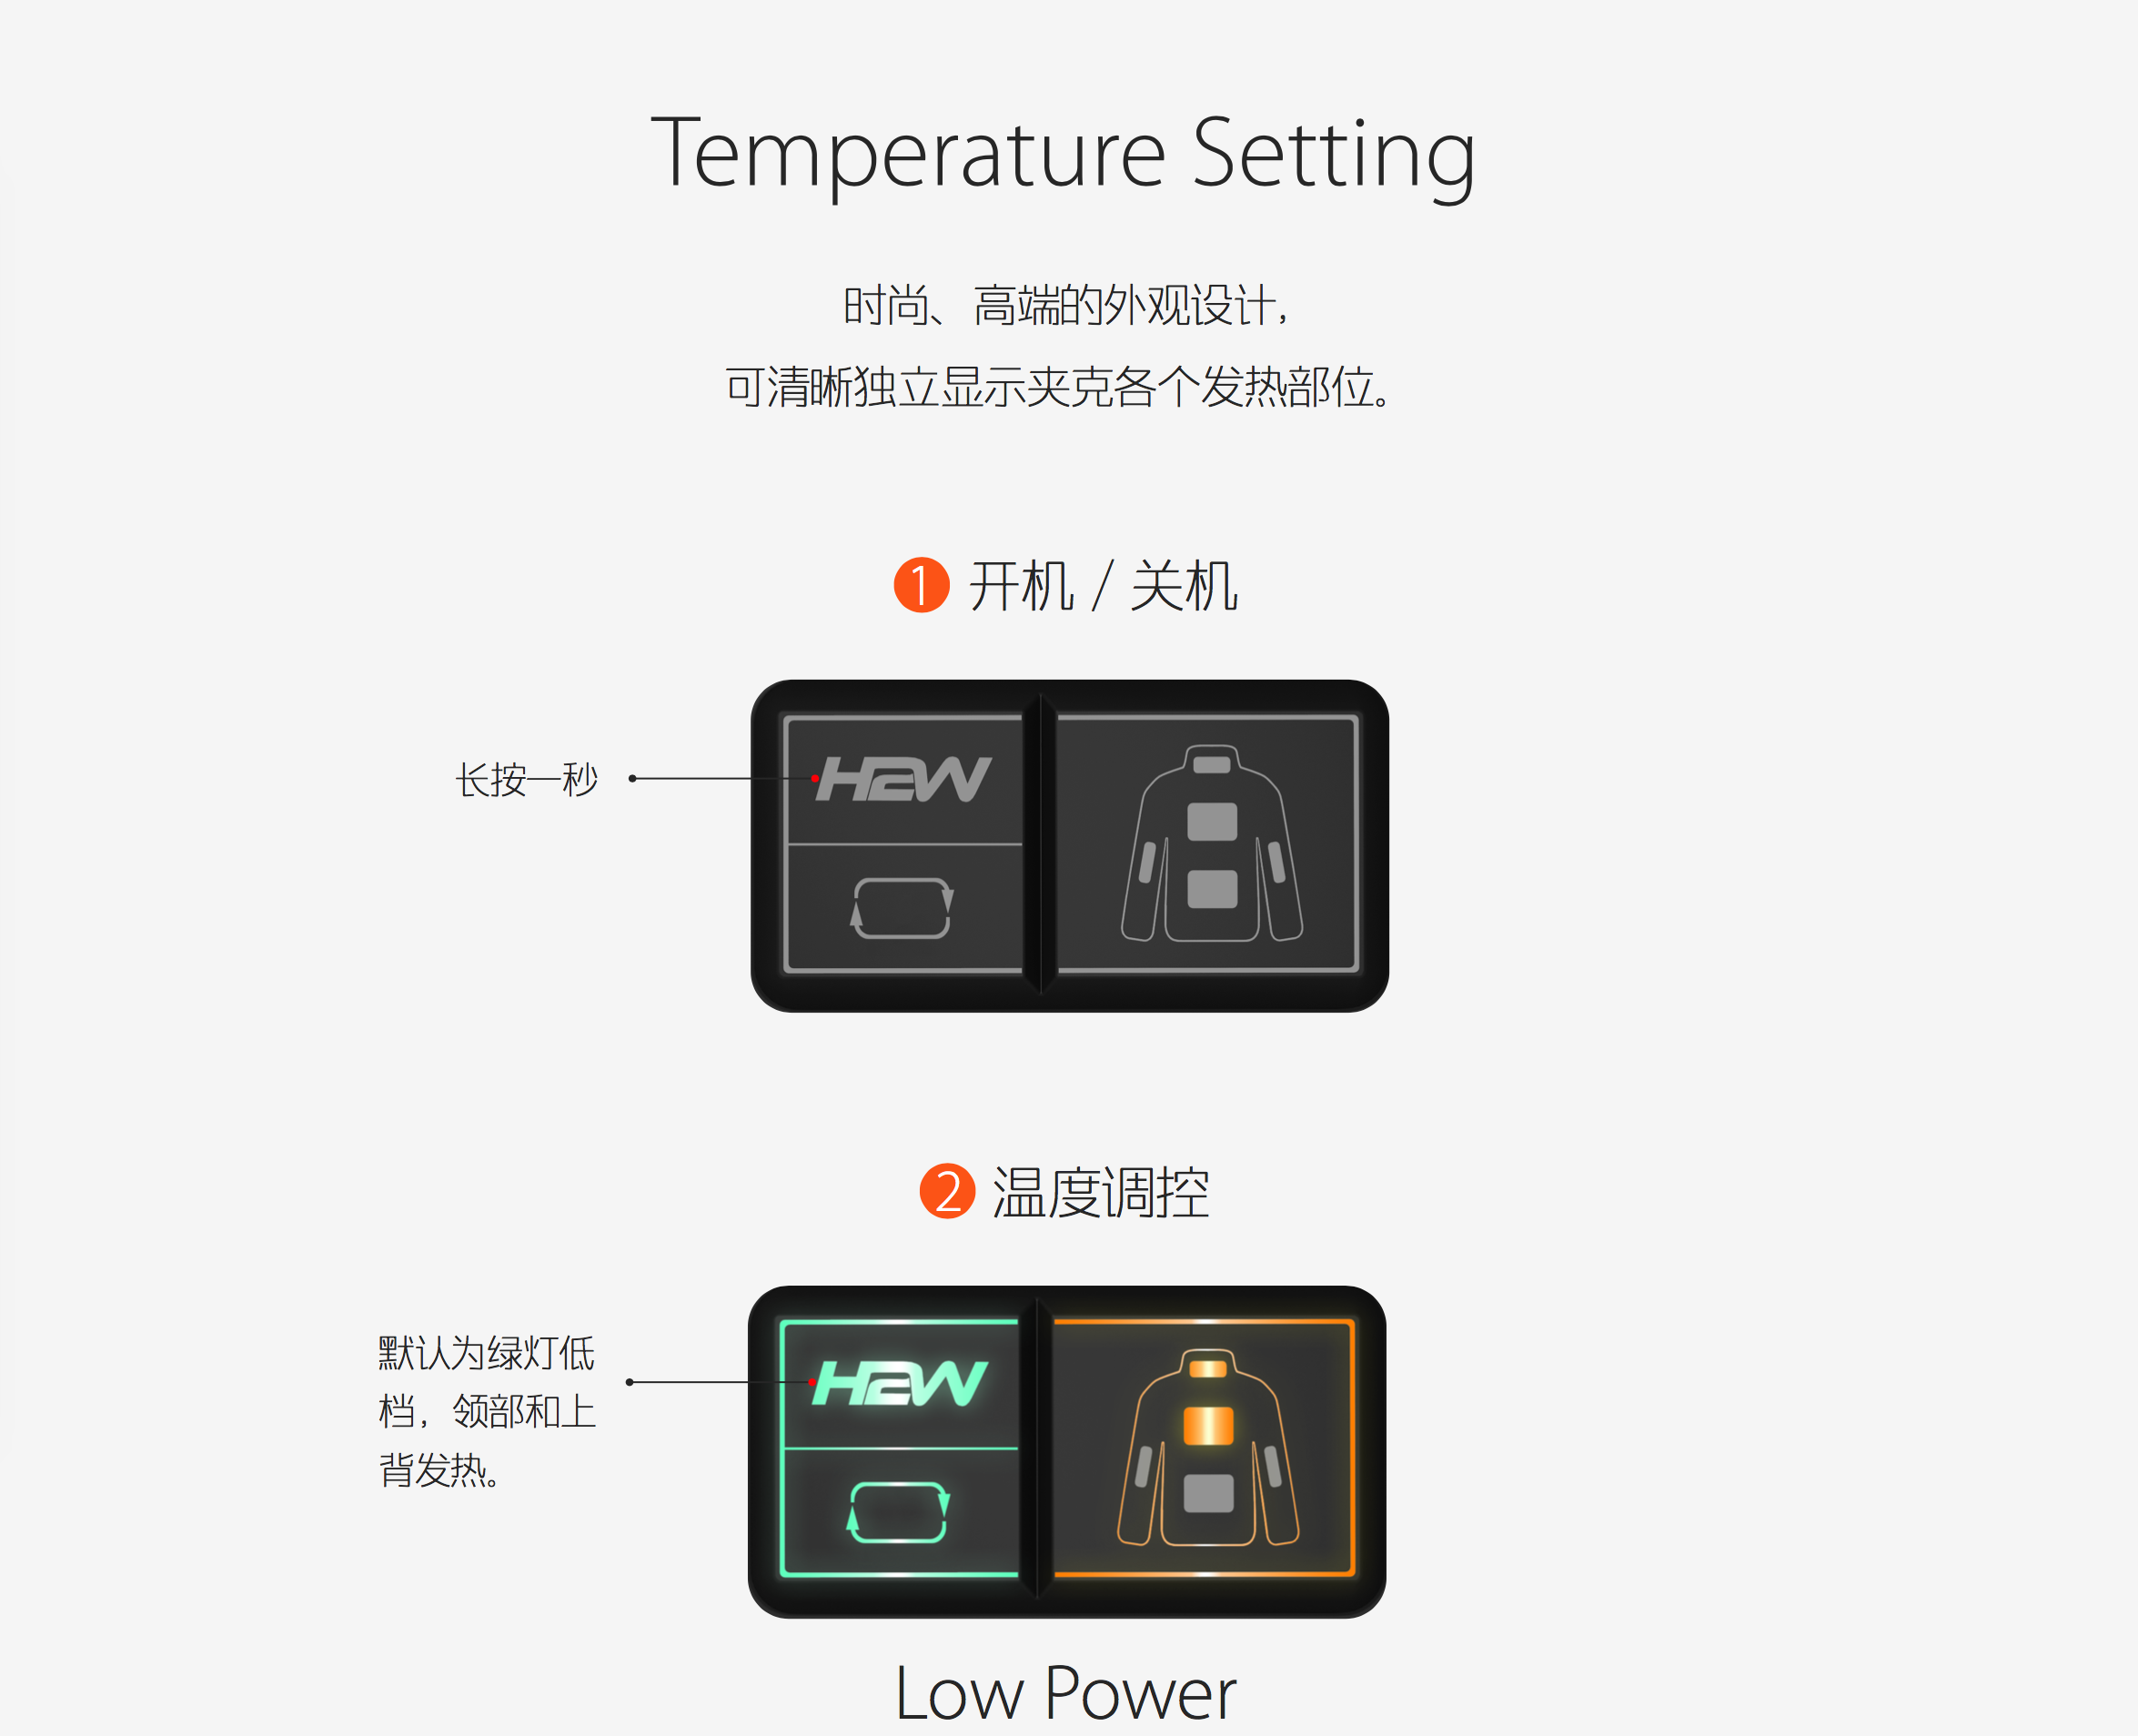 Temperature Setting
时尚、高端的外观设计，
可清晰独立显示夹克各个发热部位。
1 开机 / 关机
长按一秒
H2W
2 温度调控
默认为绿灯低
档，领部和上
背发热。
H2W
Low Power